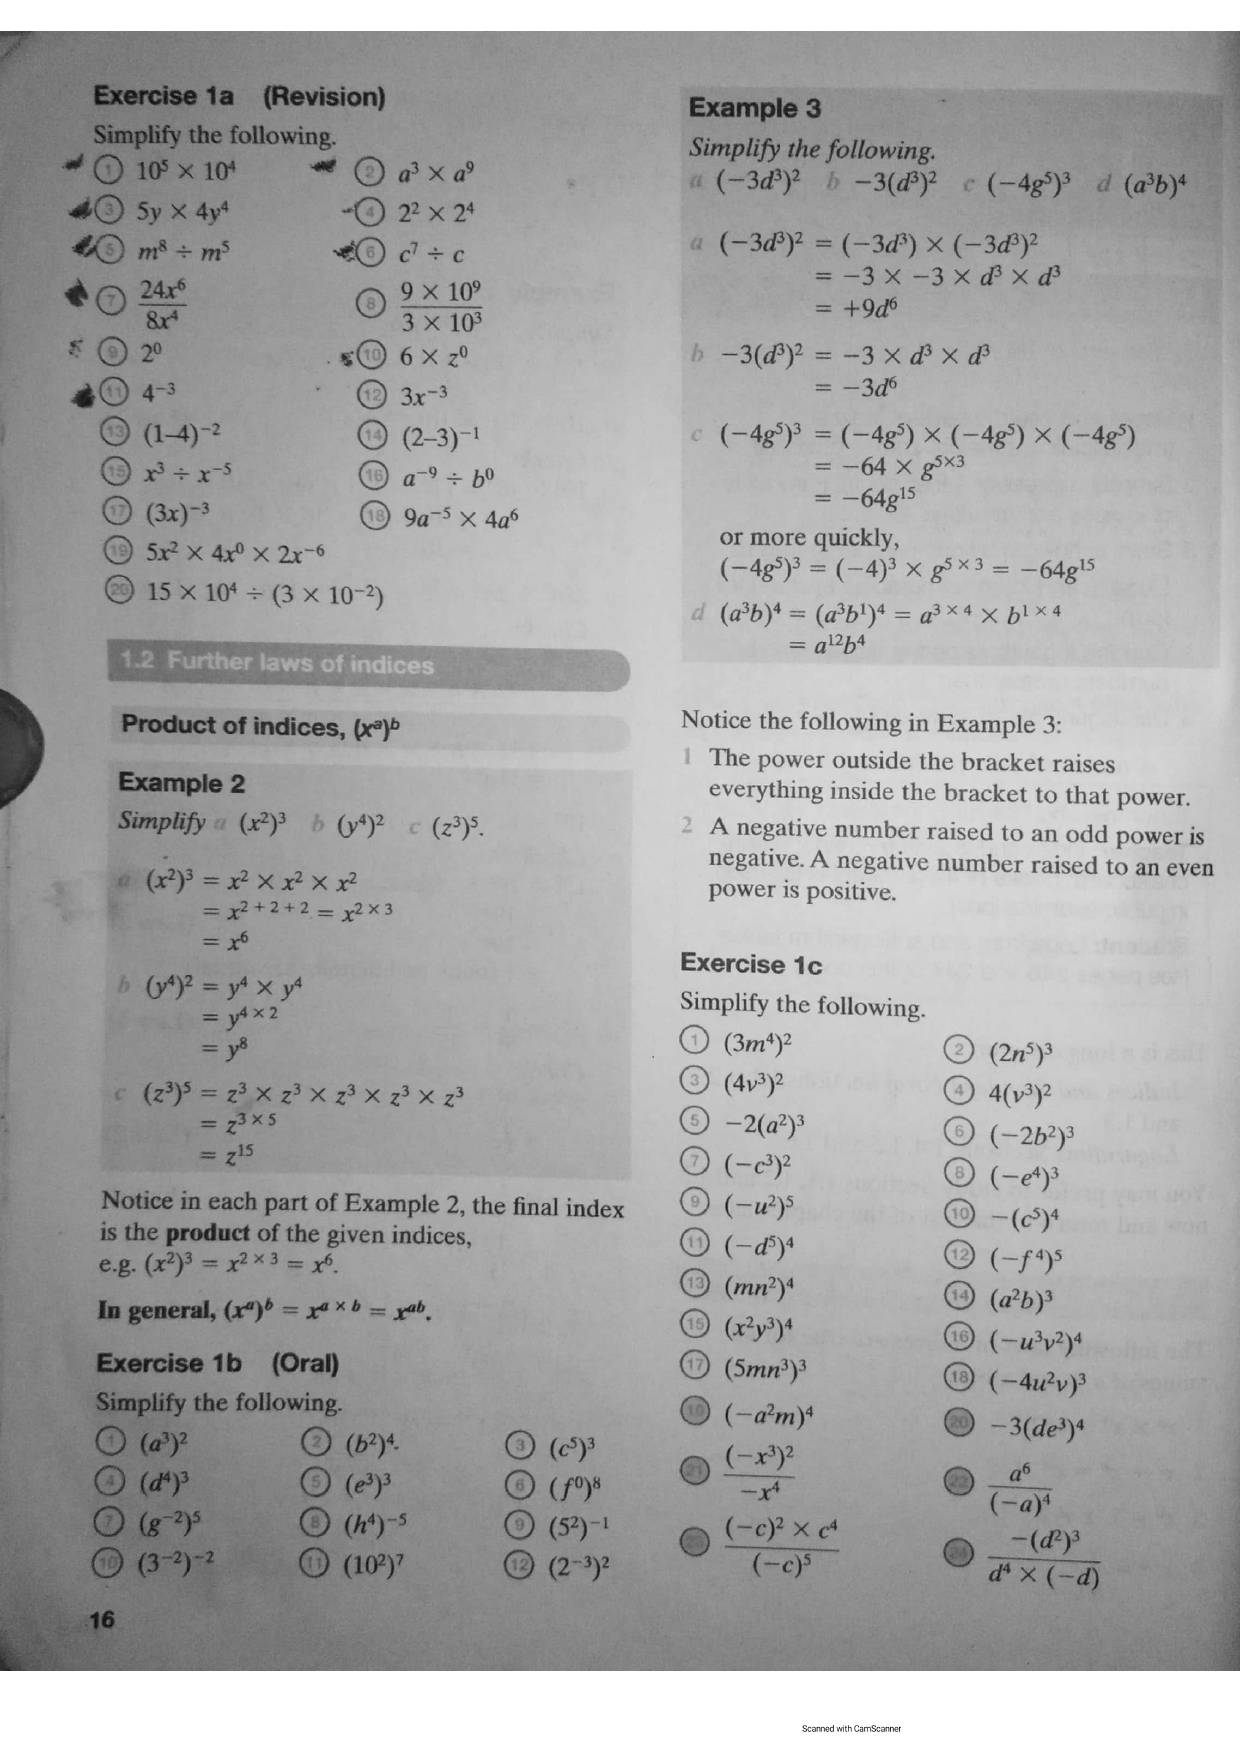 Exercise 1a (Revision)
Simplify the following.
① 10⁵ × 10⁴ ② a³ × a⁹
③ 5y × 4y⁴ ④ 2² × 2⁴
⑤ m⁸ ÷ m⁵ ⑥ c⁷ ÷ c
⑦ 24x⁶/8x⁴ ⑧ (9 × 10⁹)/(3 × 10³)
⑨ 2⁰ ⑩ 6 × z⁰
⑪ 4⁻³ ⑫ 3x⁻³
⑬ (1–4)⁻² ⑭ (2–3)⁻¹
⑮ x³ ÷ x⁻⁵ ⑯ a⁻⁹ ÷ b⁰
⑰ (3x)⁻³ ⑱ 9a⁻⁵ × 4a⁶
⑲ 5x² × 4x⁰ × 2x⁻⁶
⑳ 15 × 10⁴ ÷ (3 × 10⁻²)
1.2 Further laws of indices
Product of indices, (xᵃ)ᵇ
Example 2
Simplify a (x²)³ b (y⁴)² c (z³)⁵.
a (x²)³ = x² × x² × x²
= x²⁺²⁺² = x²ˣ³
= x⁶
b (y⁴)² = y⁴ × y⁴
= y⁴ˣ²
= y⁸
c (z³)⁵ = z³ × z³ × z³ × z³ × z³
= z³ˣ⁵
= z¹⁵
Notice in each part of Example 2, the final index
is the product of the given indices,
e.g. (x²)³ = x²ˣ³ = x⁶.
In general, (xᵃ)ᵇ = xᵃˣᵇ = xᵃᵇ.
Exercise 1b (Oral)
Simplify the following.
① (a³)² ② (b²)⁴. ③ (c⁵)³
④ (d⁴)³ ⑤ (e³)³ ⑥ (f⁰)⁸
⑦ (g⁻²)⁵ ⑧ (h⁴)⁻⁵ ⑨ (5²)⁻¹
⑩ (3⁻²)⁻² ⑪ (10²)⁷ ⑫ (2⁻³)²
16
Example 3
Simplify the following.
a (−3d³)² b −3(d³)² c (−4g⁵)³ d (a³b)⁴
a (−3d³)² = (−3d³) × (−3d³)²
= −3 × −3 × d³ × d³
= +9d⁶
b −3(d³)² = −3 × d³ × d³
= −3d⁶
c (−4g⁵)³ = (−4g⁵) × (−4g⁵) × (−4g⁵)
= −64 × g⁵ˣ³
= −64g¹⁵
or more quickly,
(−4g⁵)³ = (−4)³ × g⁵ˣ³ = −64g¹⁵
d (a³b)⁴ = (a³b¹)⁴ = a³ˣ⁴ × b¹ˣ⁴
= a¹²b⁴
Notice the following in Example 3:
1 The power outside the bracket raises
everything inside the bracket to that power.
2 A negative number raised to an odd power is
negative. A negative number raised to an even
power is positive.
Exercise 1c
Simplify the following.
① (3m⁴)² ② (2n⁵)³
③ (4v³)² ④ 4(v³)²
⑤ −2(a²)³ ⑥ (−2b²)³
⑦ (−c³)² ⑧ (−e⁴)³
⑨ (−u²)⁵ ⑩ −(c⁵)⁴
⑪ (−d⁵)⁴ ⑫ (−f⁴)⁵
⑬ (mn²)⁴ ⑭ (a²b)³
⑮ (x²y³)⁴ ⑯ (−u³v²)⁴
⑰ (5mn³)³ ⑱ (−4u²v)³
⑲ (−a²m)⁴ ⑳ −3(de³)⁴
㉑ (−x³)²/−x⁴ ㉒ a⁶/(−a)⁴
㉓ ((−c)² × c⁴)/(−c)⁵ ㉔ −(d²)³/(d⁴ × (−d))
Scanned with CamScanner